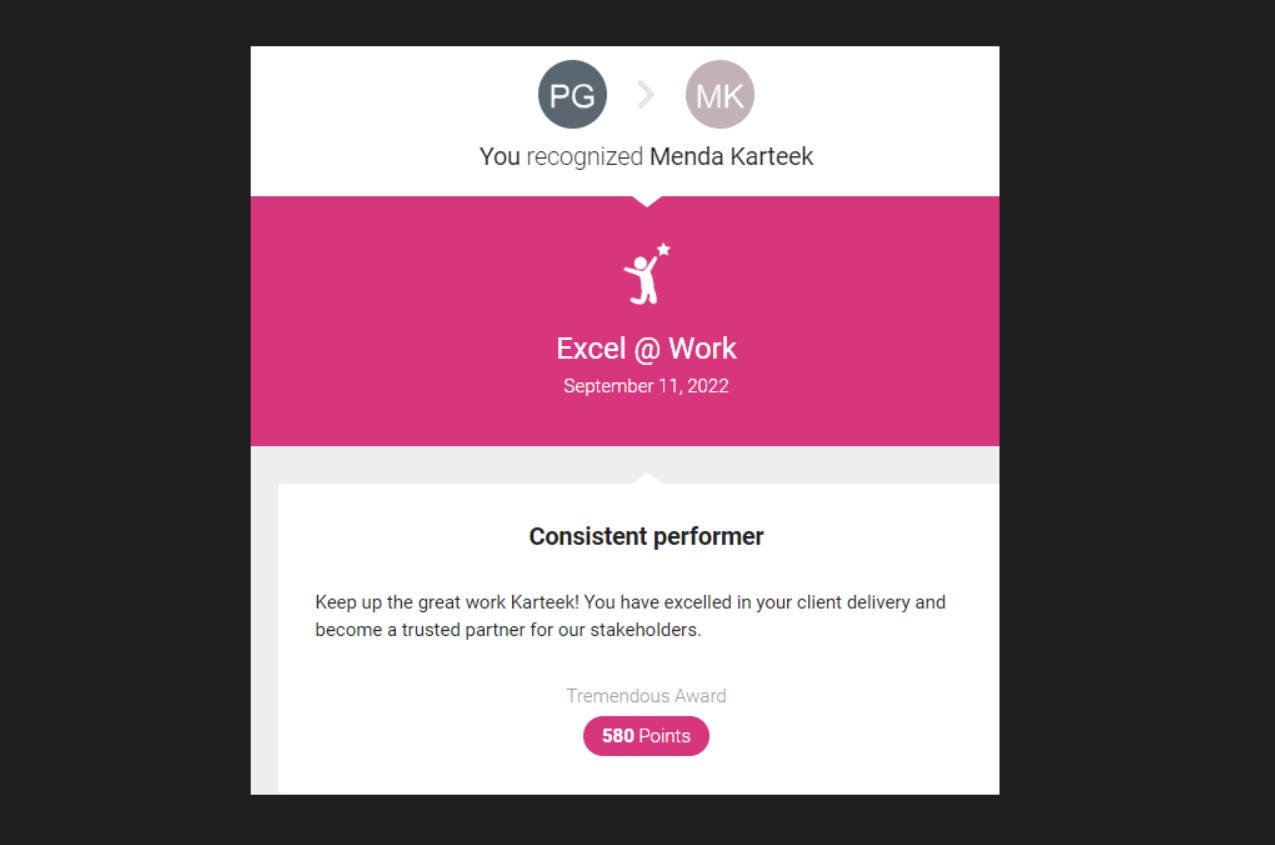 PG MK
You recognized Menda Karteek
Excel @ Work
September 11, 2022
Consistent performer
Keep up the great work Karteek! You have excelled in your client delivery and
become a trusted partner for our stakeholders.
Tremendous Award
580 Points